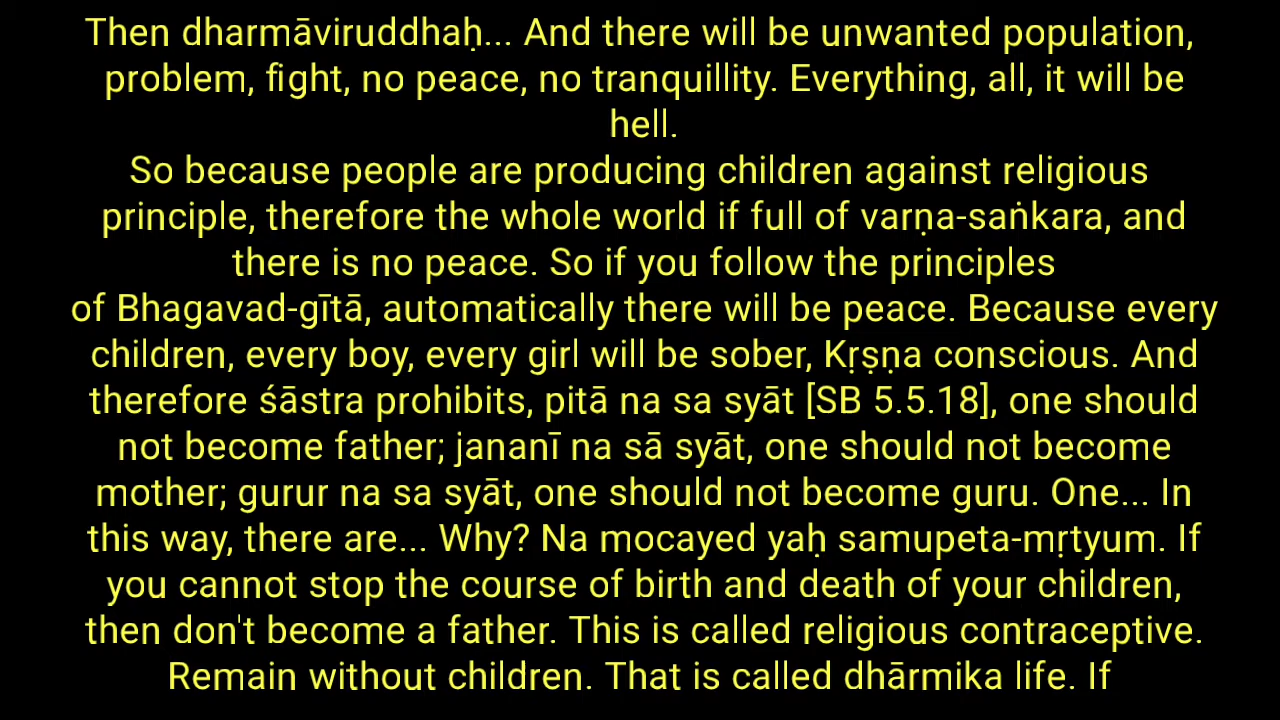 Then dharmāviruddhaḥ... And there will be unwanted population,
problem, fight, no peace, no tranquillity. Everything, all, it will be
hell.
So because people are producing children against religious
principle, therefore the whole world if full of varṇa-saṅkara, and
there is no peace. So if you follow the principles
of Bhagavad-gītā, automatically there will be peace. Because every
children, every boy, every girl will be sober, Kṛṣṇa conscious. And
therefore śāstra prohibits, pitā na sa syāt [SB 5.5.18], one should
not become father; jananī na sā syāt, one should not become
mother; gurur na sa syāt, one should not become guru. One... In
this way, there are... Why? Na mocayed yaḥ samupeta-mṛtyum. If
you cannot stop the course of birth and death of your children,
then don't become a father. This is called religious contraceptive.
Remain without children. That is called dhārmika life. If